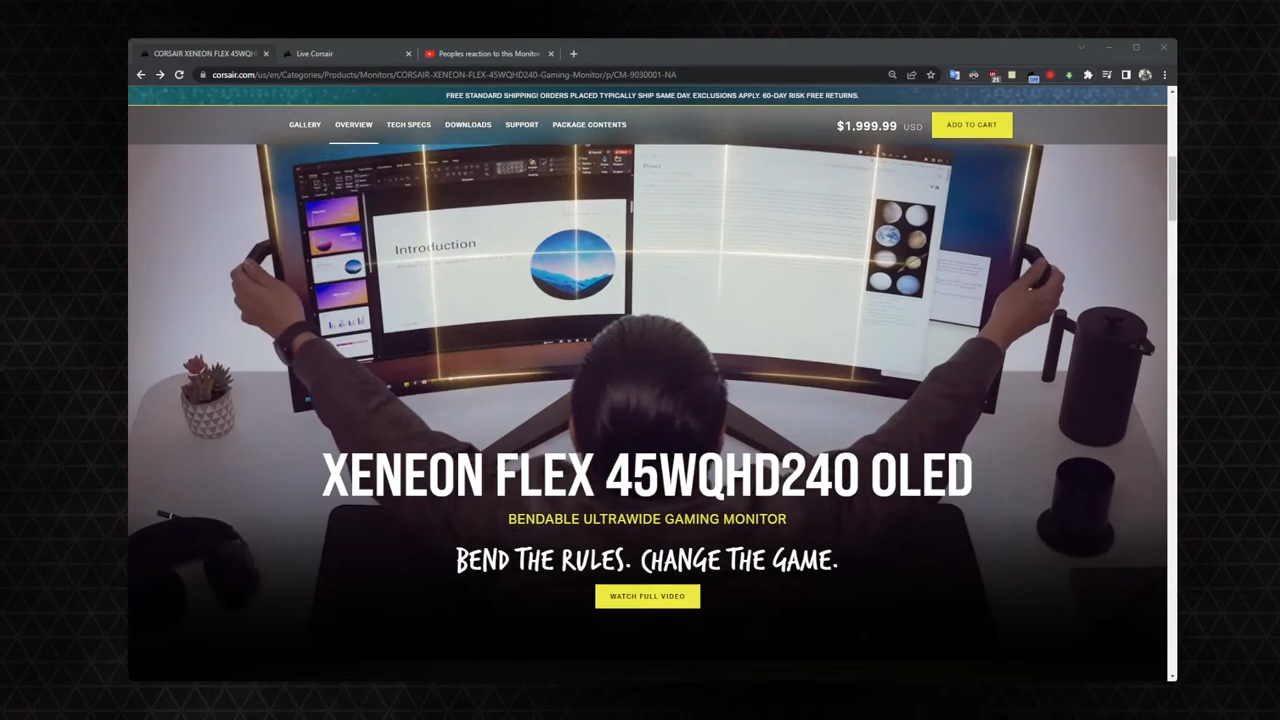 CORSAIR XENEON FLEX 45WQH
Live Corsair
Peoples reaction to this Monitor
corsair.com/us/en/Categories/Products/Monitors/CORSAIR-XENEON-FLEX-45WQHD240-Gaming-Monitor/p/CM-9030001-NA
21
Off
FREE STANDARD SHIPPING! ORDERS PLACED TYPICALLY SHIP SAME DAY. EXCLUSIONS APPLY. 60-DAY RISK FREE RETURNS.
GALLERY OVERVIEW TECH SPECS DOWNLOADS SUPPORT PACKAGE CONTENTS
$1,999.99 USD
ADD TO CART
Introduction
XENEON FLEX 45WQHD240 OLED
BENDABLE ULTRAWIDE GAMING MONITOR
BEND THE RULES. CHANGE THE GAME.
WATCH FULL VIDEO